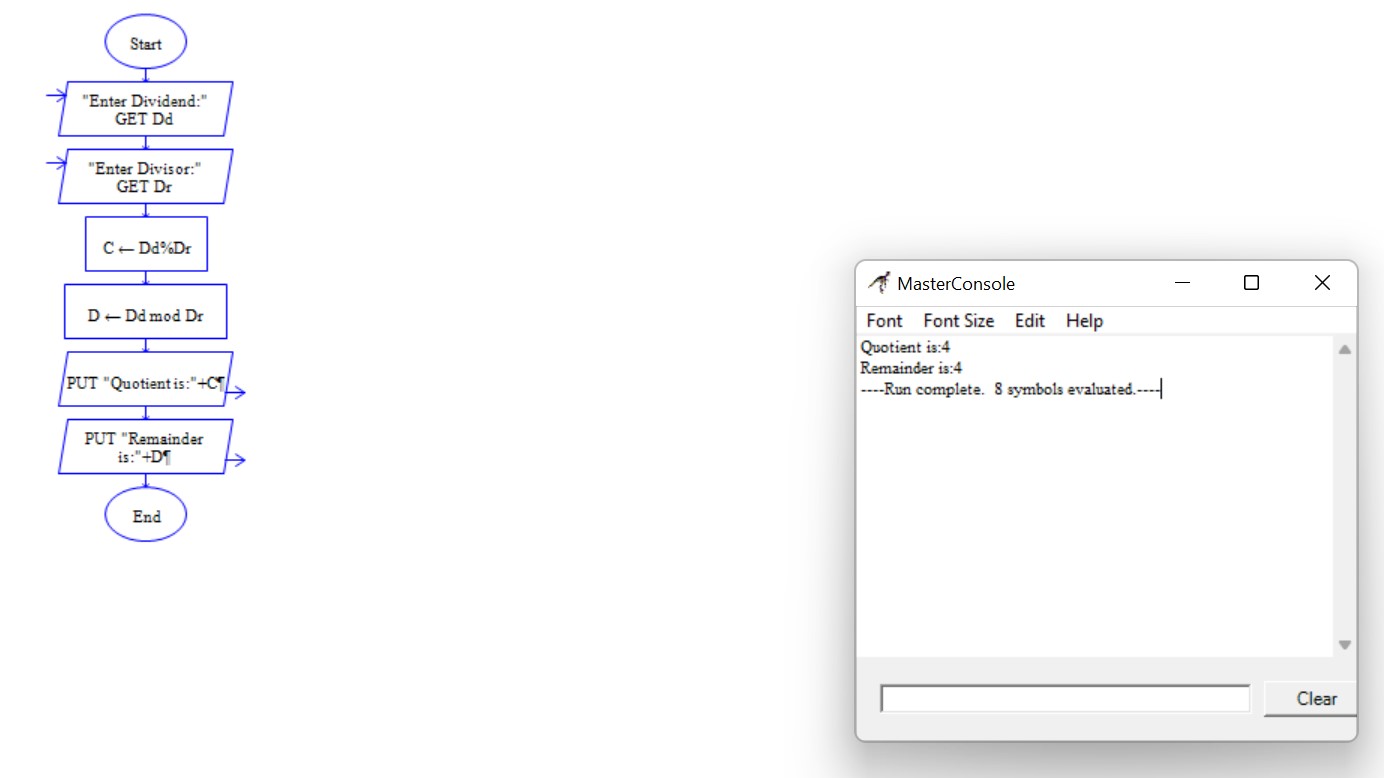 Start
"Enter Dividend:"
GET Dd
"Enter Divisor:"
GET Dr
C ← Dd%Dr
D ← Dd mod Dr
PUT "Quotient is:"+C¶
PUT "Remainder
is:"+D¶
End
MasterConsole
Font Font Size Edit Help
Quotient is:4
Remainder is:4
----Run complete.  8 symbols evaluated.----
Clear